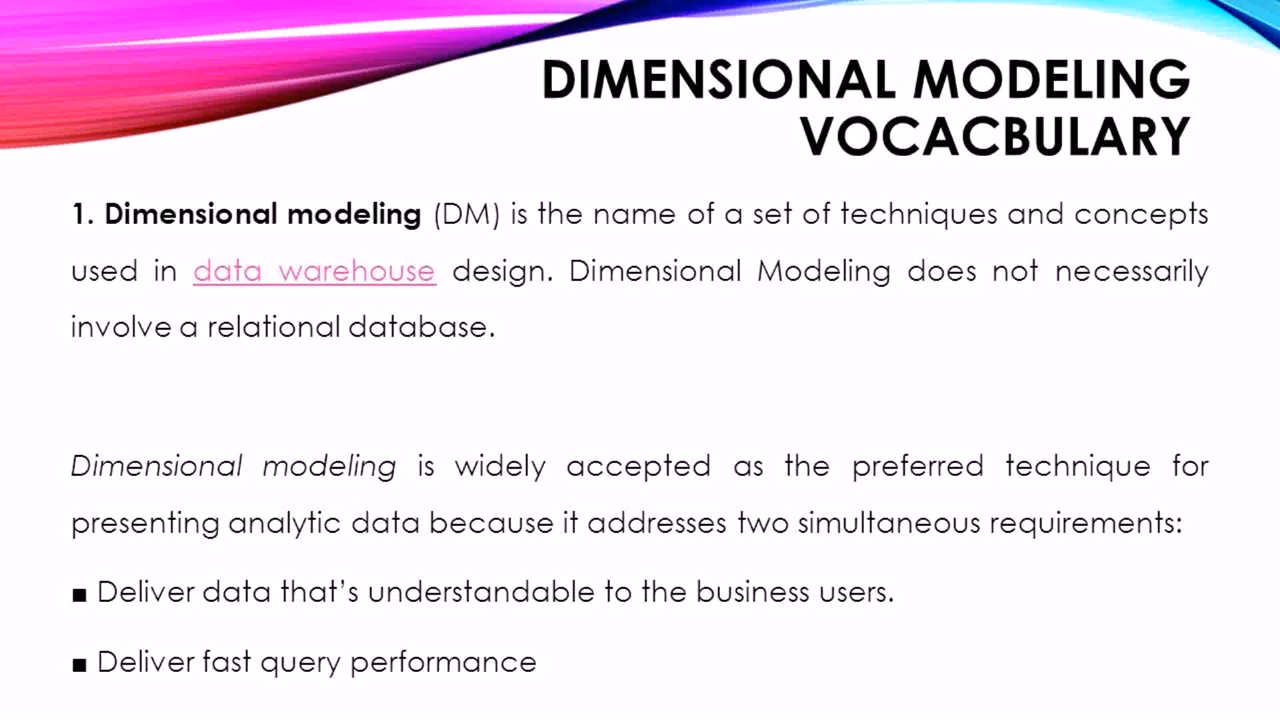 DIMENSIONAL MODELING
VOCACBULARY
1. Dimensional modeling (DM) is the name of a set of techniques and concepts
used in data warehouse design. Dimensional Modeling does not necessarily
involve a relational database.
Dimensional modeling is widely accepted as the preferred technique for
presenting analytic data because it addresses two simultaneous requirements:
■ Deliver data that’s understandable to the business users.
■ Deliver fast query performance